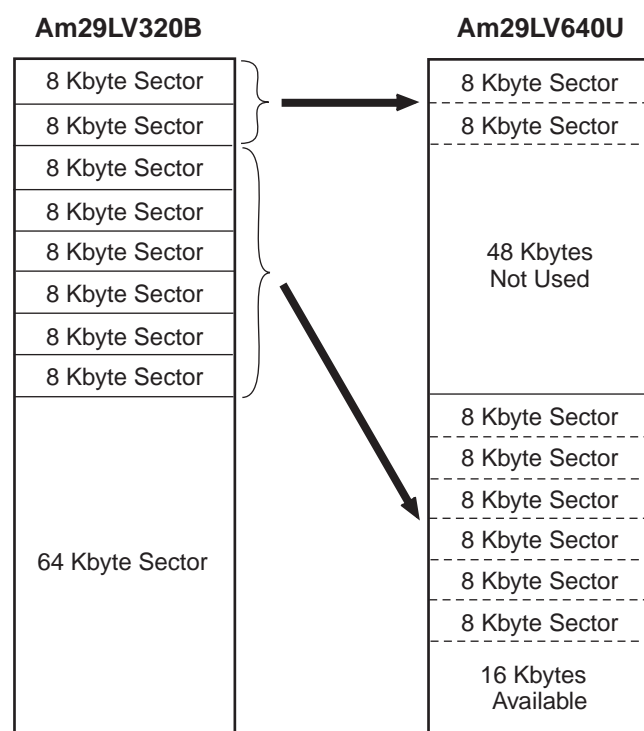 Am29LV320B
8 Kbyte Sector
8 Kbyte Sector
8 Kbyte Sector
8 Kbyte Sector
8 Kbyte Sector
8 Kbyte Sector
8 Kbyte Sector
8 Kbyte Sector
64 Kbyte Sector
Am29LV640U
8 Kbyte Sector
8 Kbyte Sector
48 Kbytes
Not Used
8 Kbyte Sector
8 Kbyte Sector
8 Kbyte Sector
8 Kbyte Sector
8 Kbyte Sector
8 Kbyte Sector
16 Kbytes
Available